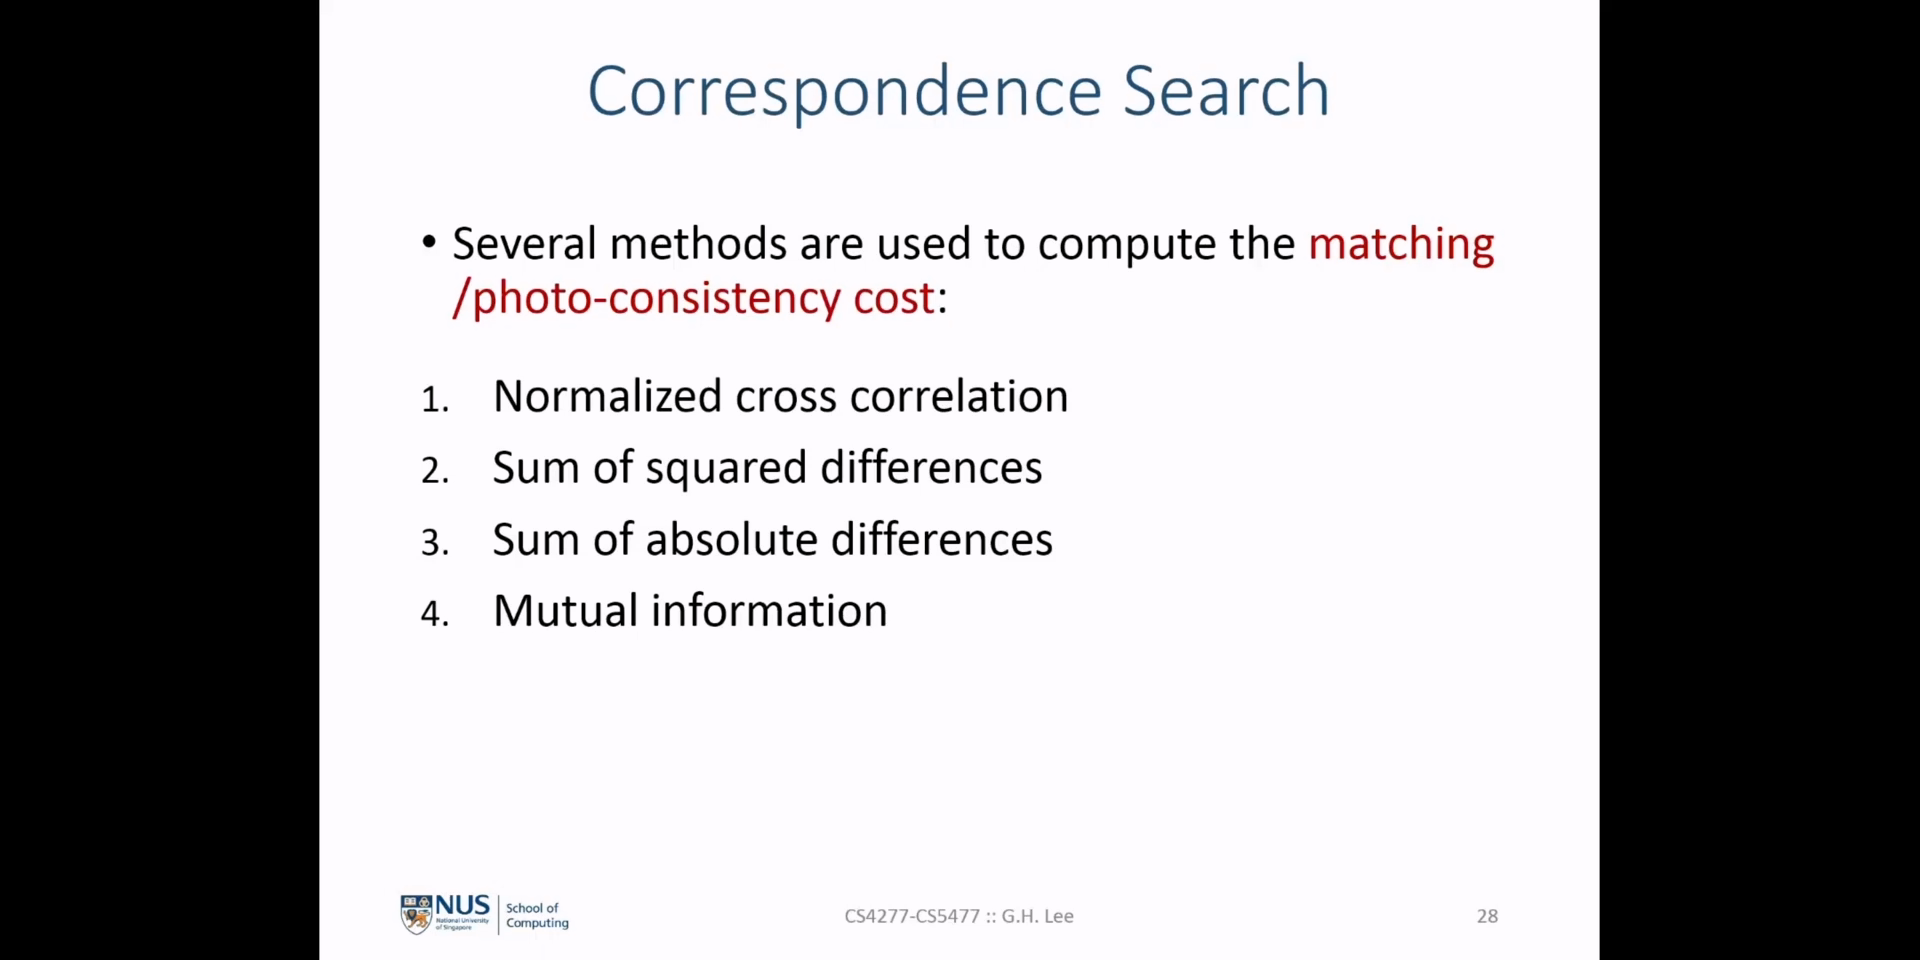 Correspondence Search
• Several methods are used to compute the matching
/photo-consistency cost:
1. Normalized cross correlation
2. Sum of squared differences
3. Sum of absolute differences
4. Mutual information
NUS
National University
of Singapore
School of
Computing
CS4277-CS5477 :: G.H. Lee
28